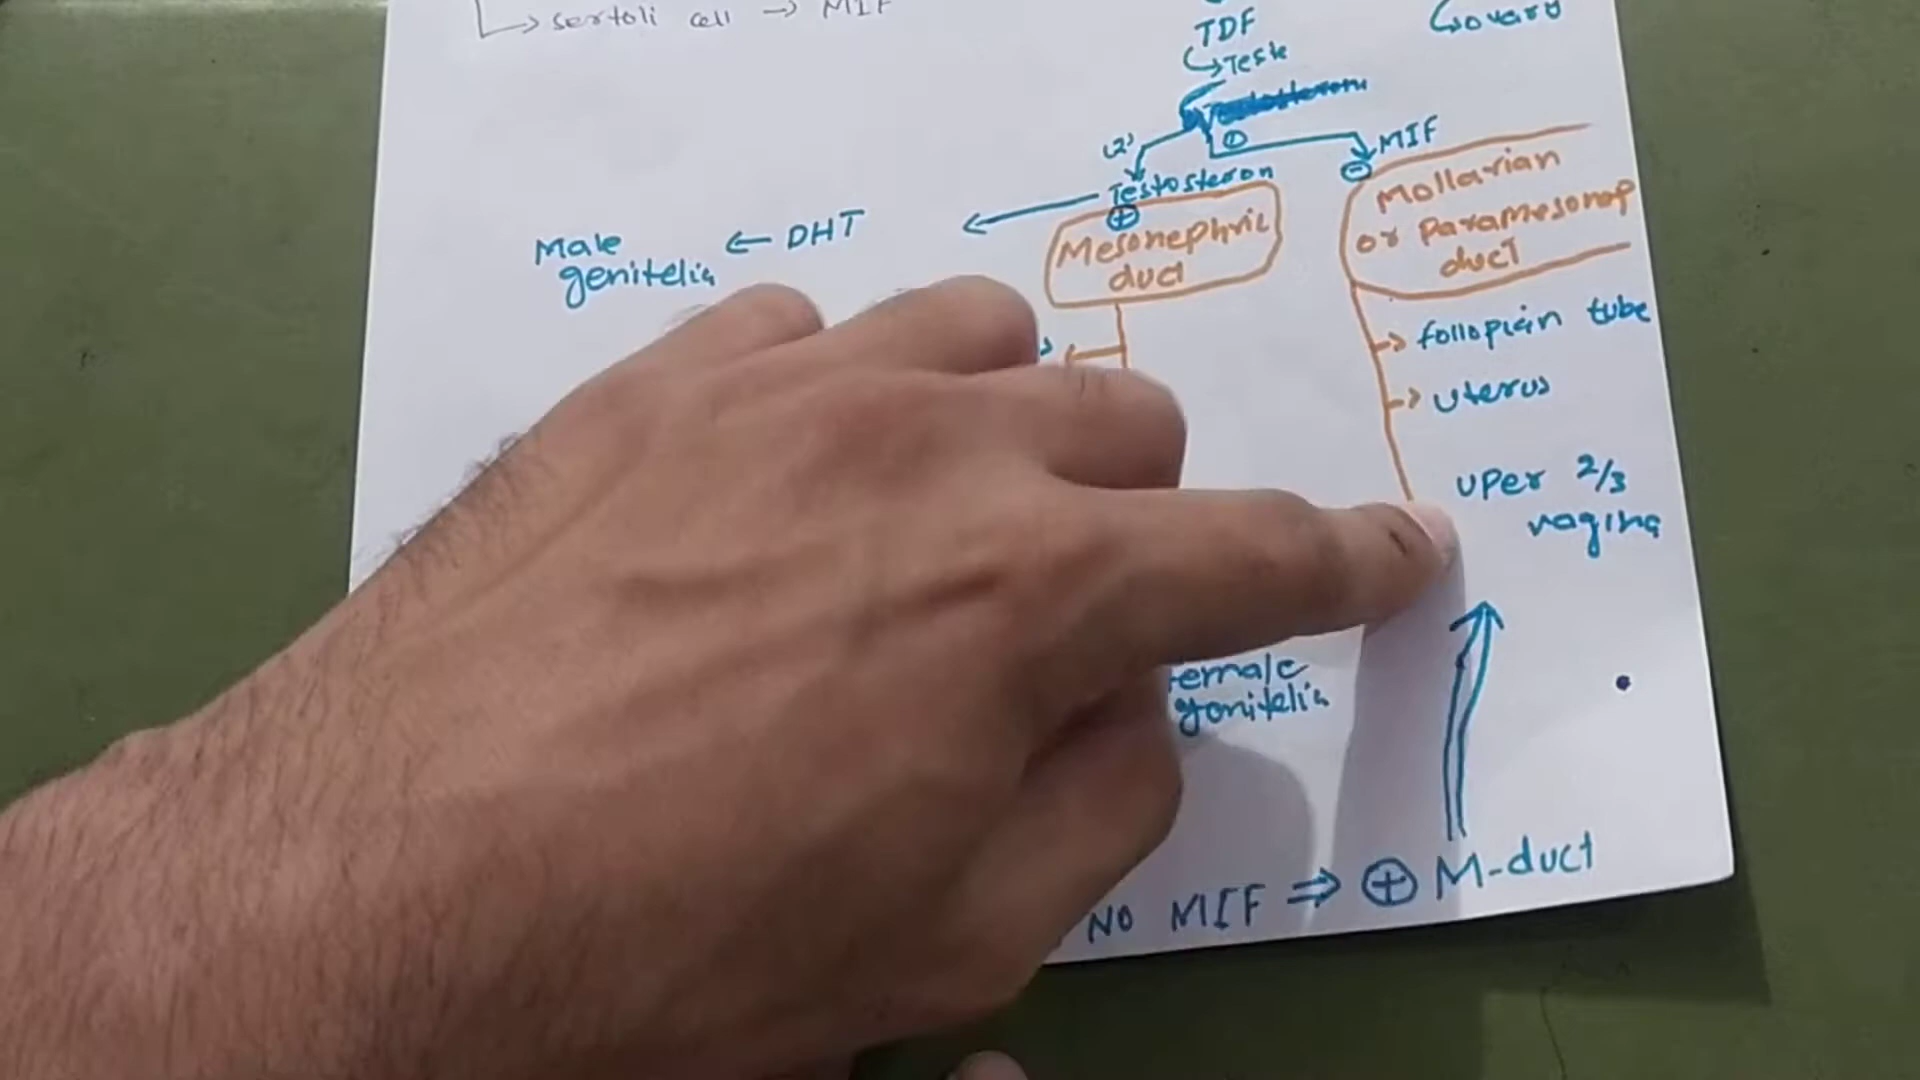 sertoli cell → MIF
TDF
Teste
ovary
Testosteron
MIF
Testosteron
Mollarian
or Paramesonep
duct
Mesonephric
duct
← DHT
Male
genitelia
follopian tube
uterus
uper 2/3
vagina
female
genitelia
NO MIF ⇒ ⊕ M-duct